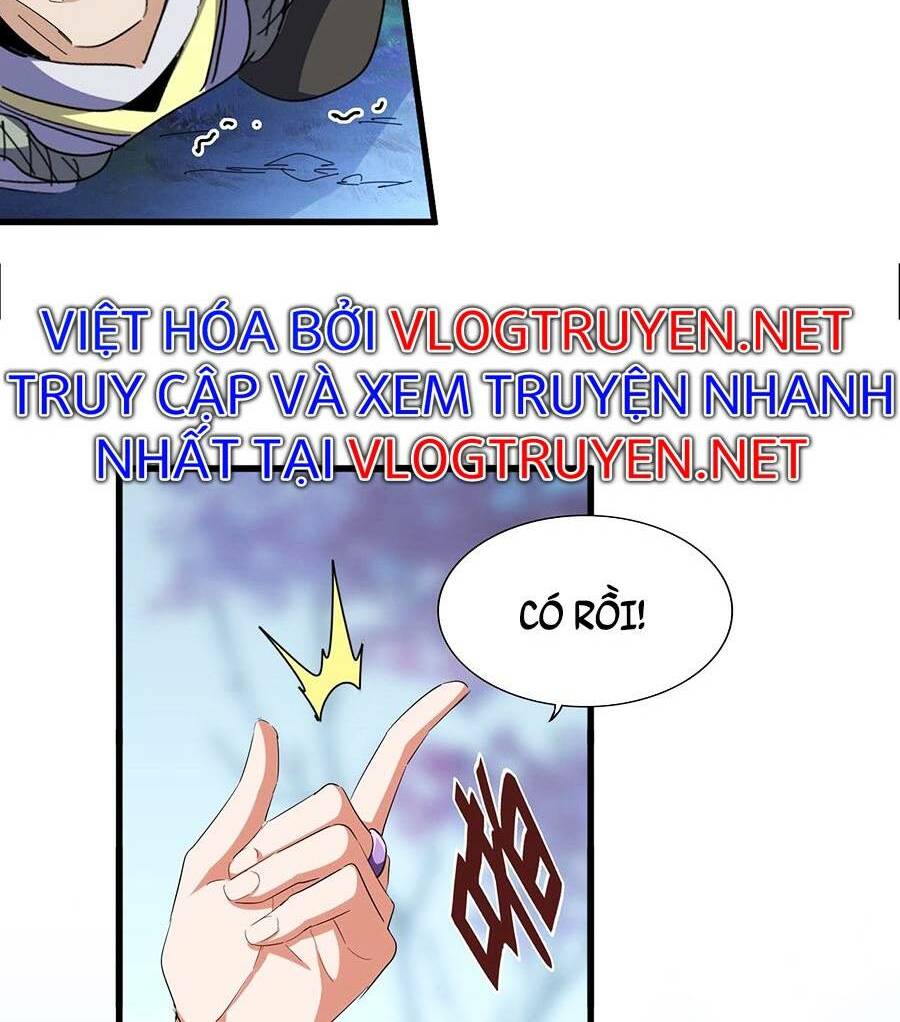 VIỆT HÓA BỞI VLOGTRUYEN.NET
TRUY CẬP VÀ XEM TRUYỆN NHANH
NHẤT TẠI VLOGTRUYEN.NET
CÓ RỒI!